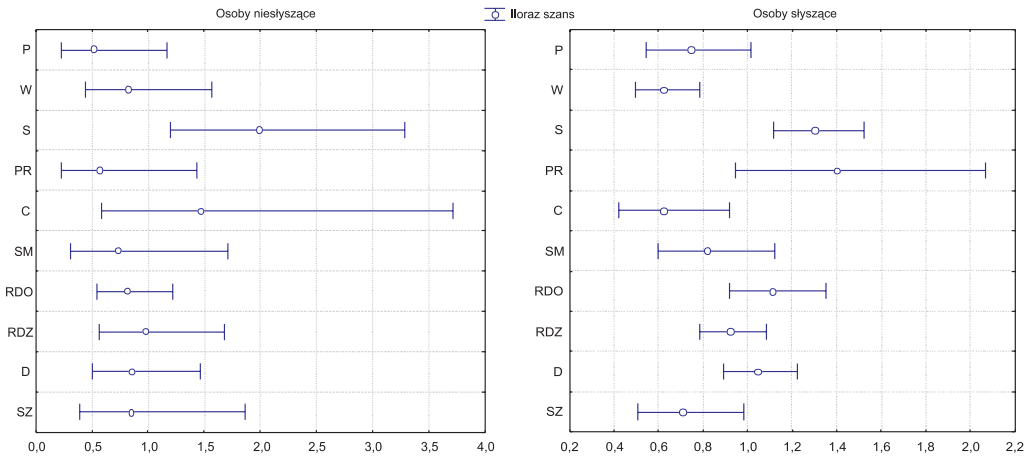 Osoby niesłyszące
Iloraz szans
Osoby słyszące
P
W
S
PR
C
SM
RDO
RDZ
D
SZ
0,0 0,5 1,0 1,5 2,0 2,5 3,0 3,5 4,0
P
W
S
PR
C
SM
RDO
RDZ
D
SZ
0,2 0,4 0,6 0,8 1,0 1,2 1,4 1,6 1,8 2,0 2,2